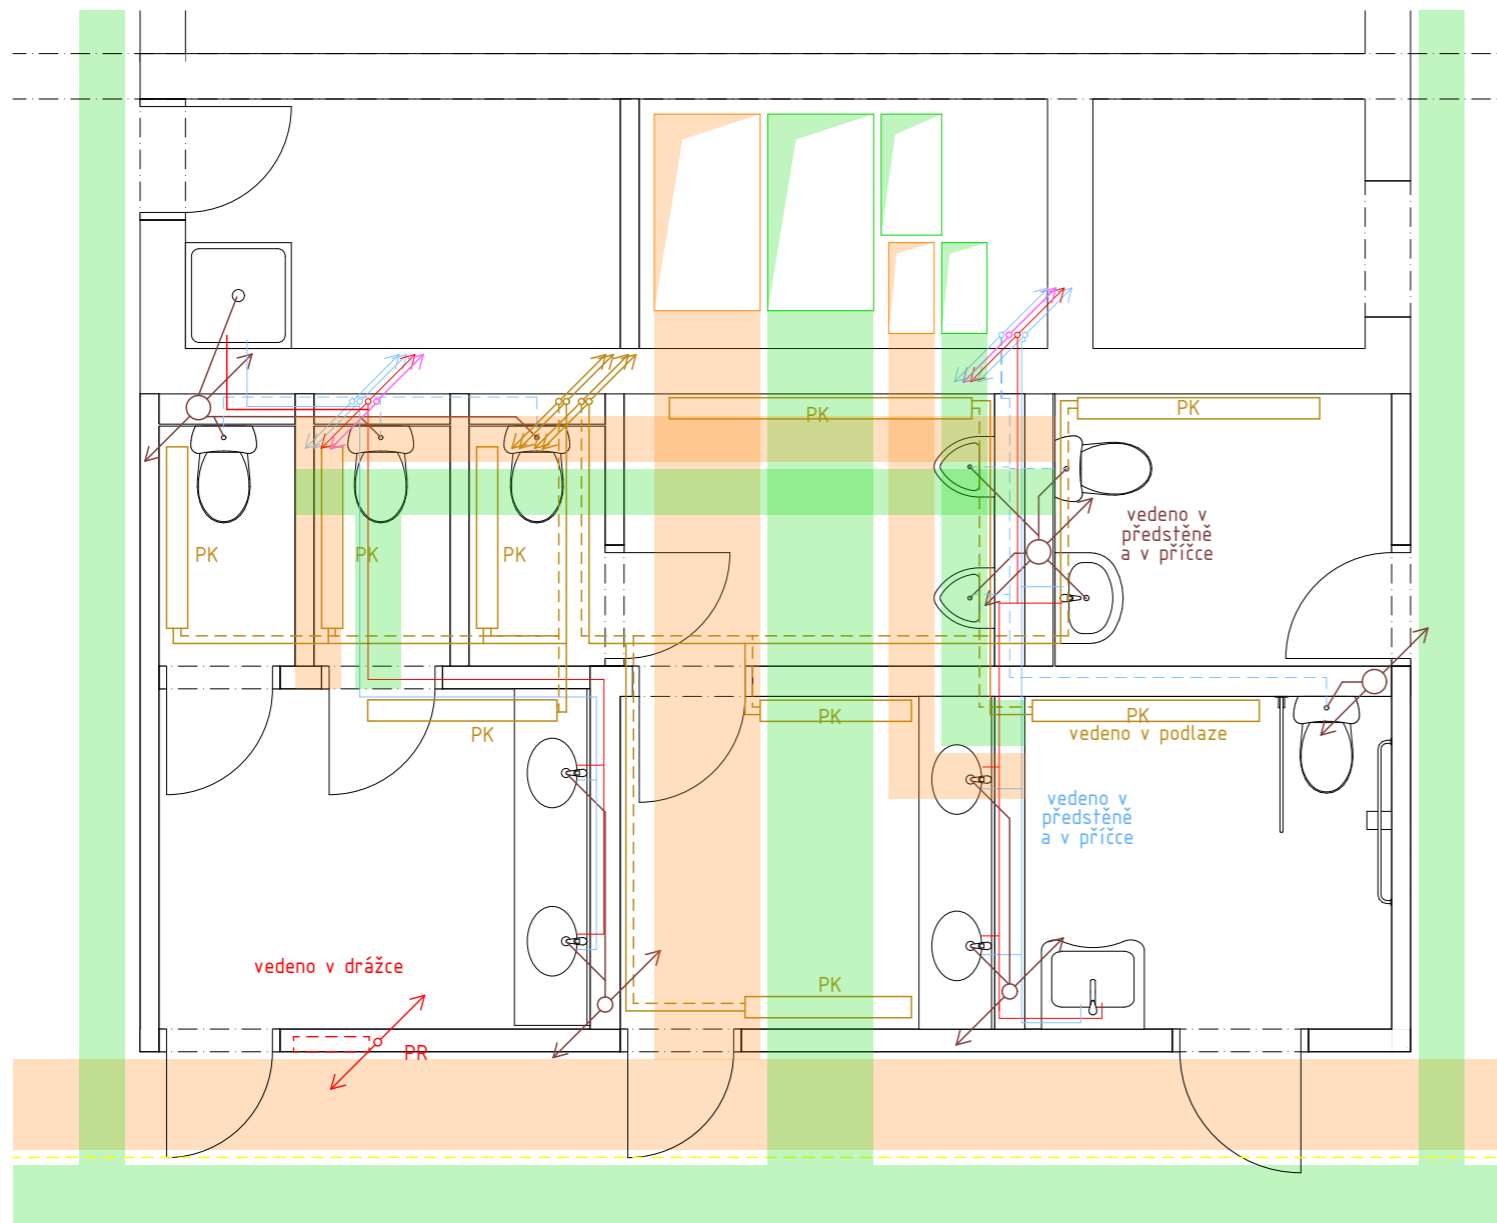 PK
PK
vedeno v
předstěně
a v příčce
PK
PK
PK
PK
PK
PK
vedeno v podlaze
vedeno v
předstěně
a v příčce
vedeno v drážce
PK
PR